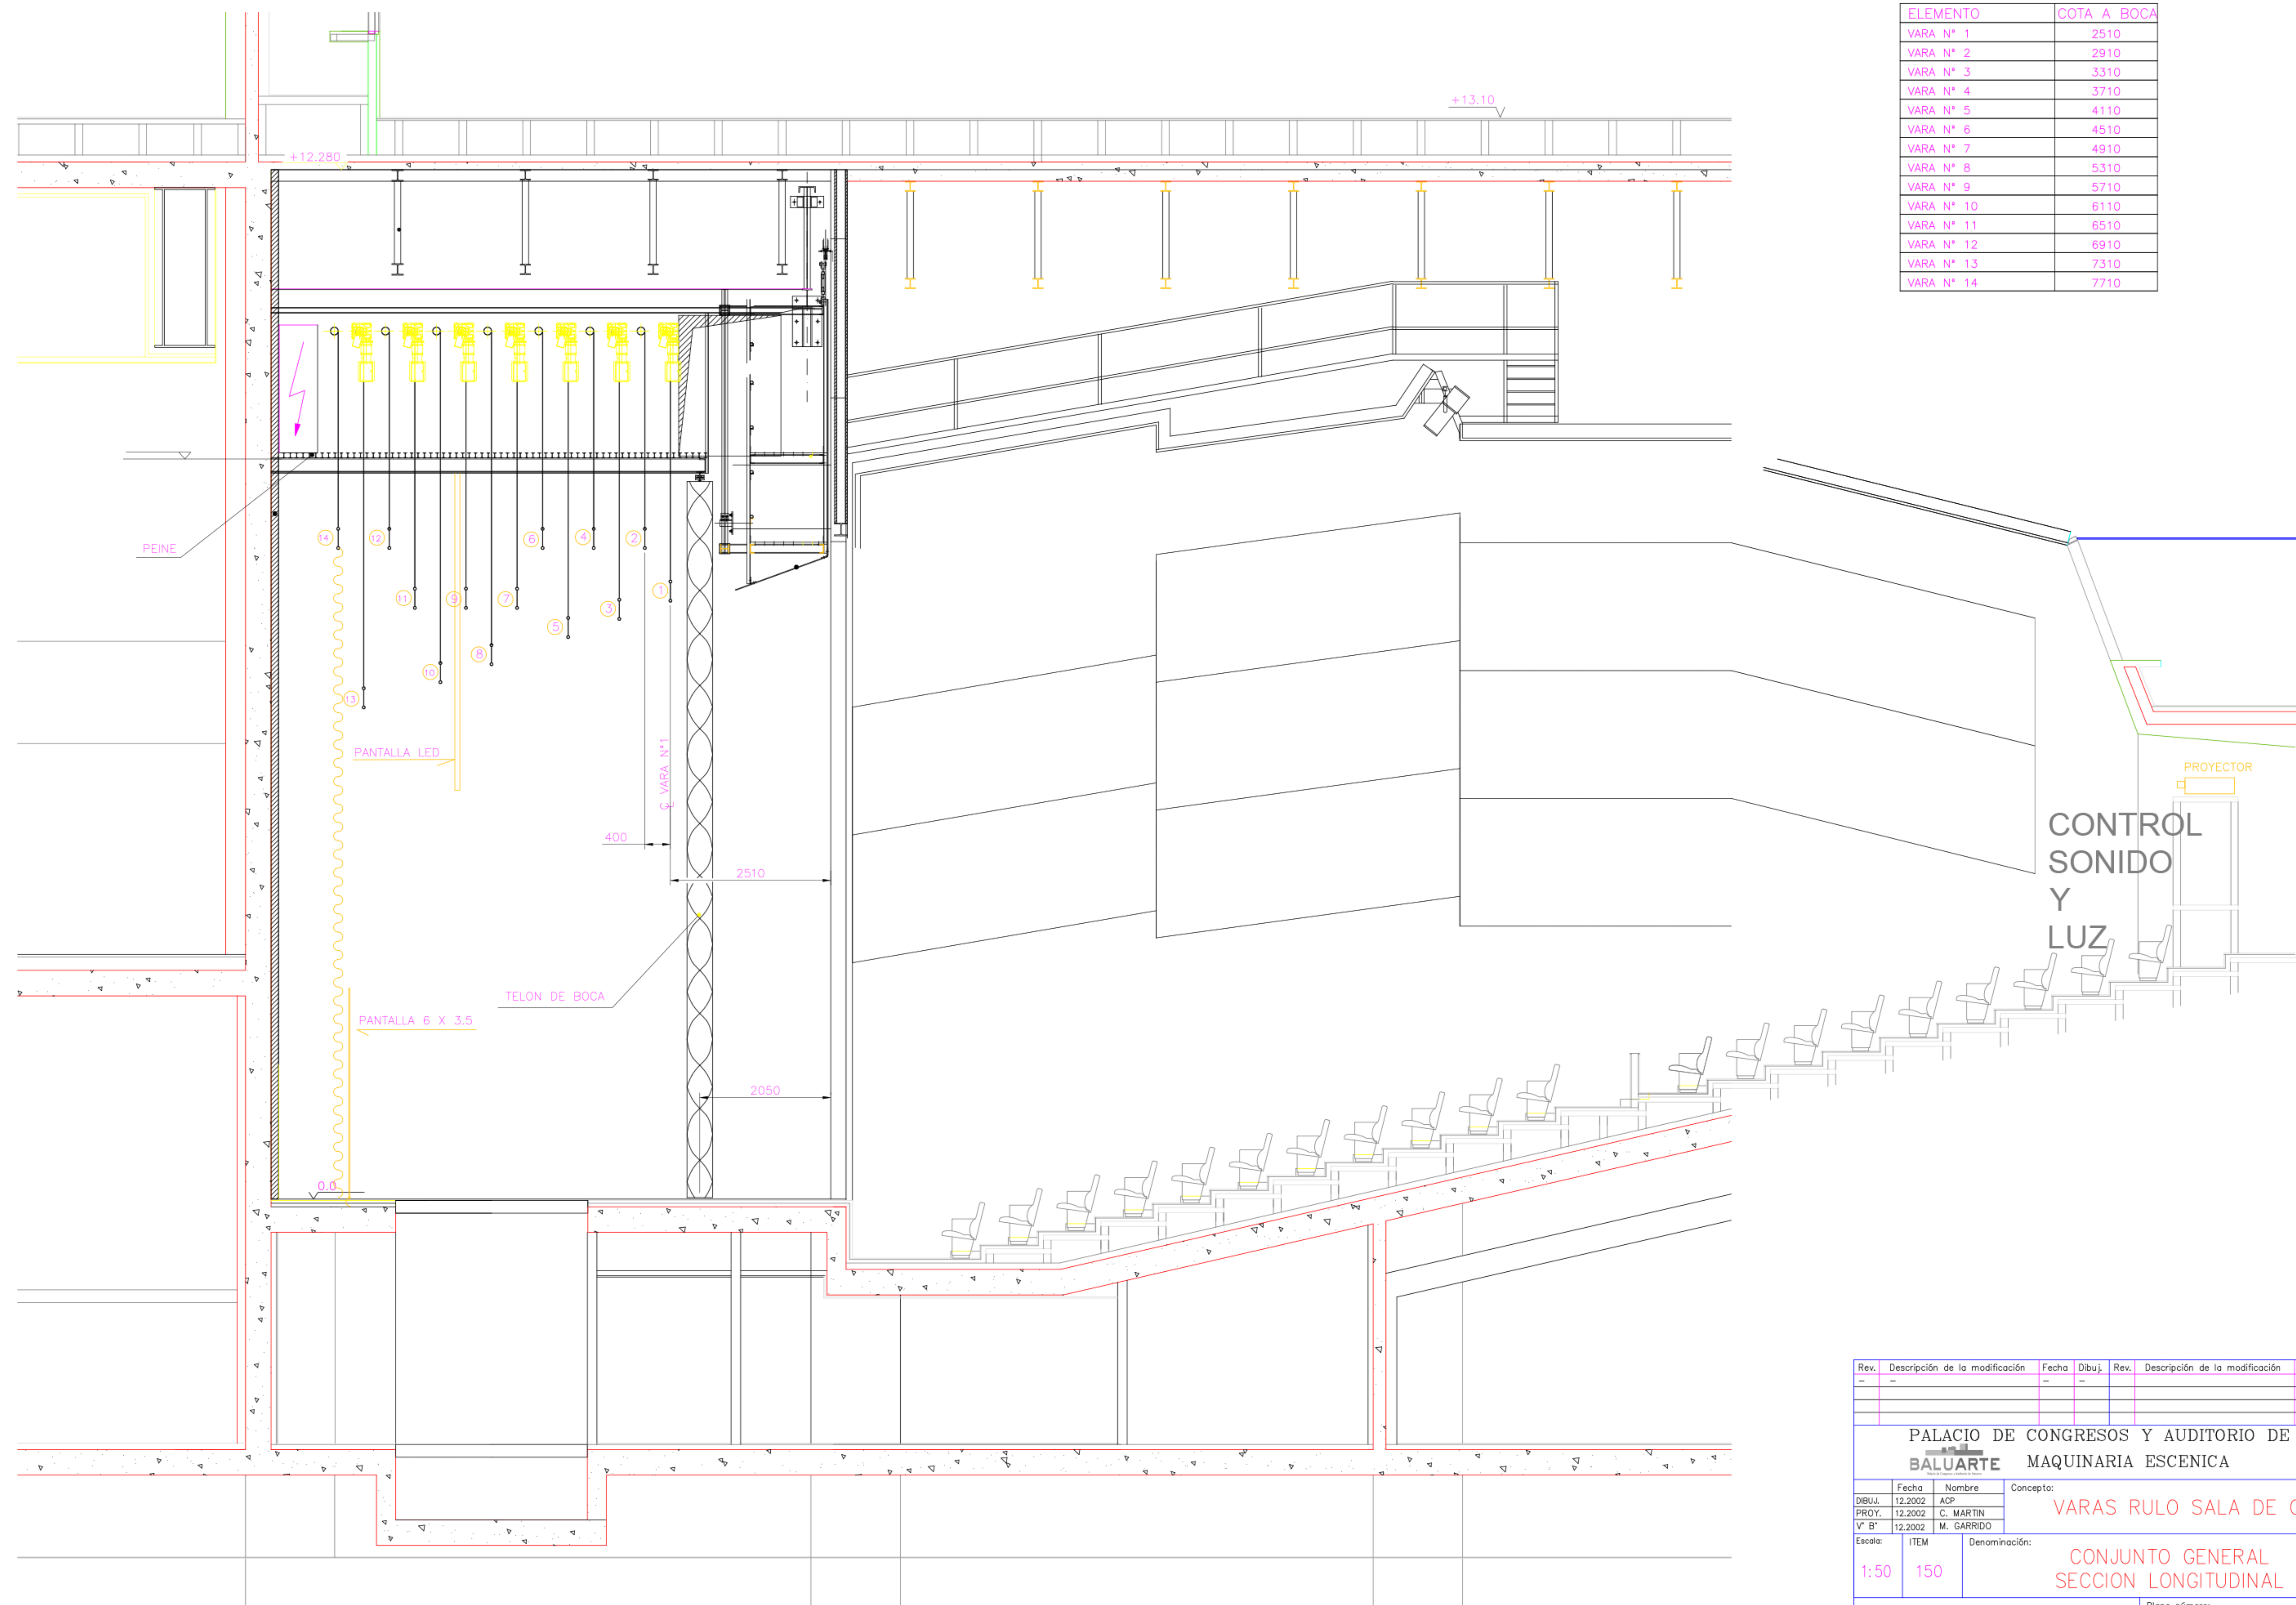 ELEMENTO COTA A BOCA
VARA Nº 1 2510
VARA Nº 2 2910
VARA Nº 3 3310
VARA Nº 4 3710
VARA Nº 5 4110
VARA Nº 6 4510
VARA Nº 7 4910
VARA Nº 8 5310
VARA Nº 9 5710
VARA Nº 10 6110
VARA Nº 11 6510
VARA Nº 12 6910
VARA Nº 13 7310
VARA Nº 14 7710
+13.10
+12.280
PEINE
14
12
6
4
2
11
9
7
3
1
5
8
10
13
PANTALLA LED
VARA Nº1
400
2510
TELON DE BOCA
PANTALLA 6 X 3.5
2050
0.0
PROYECTOR
CONTROL
SONIDO
Y
LUZ
Rev. Descripción de la modificación Fecha Dibuj. Rev. Descripción de la modificación
- - - -
PALACIO DE CONGRESOS Y AUDITORIO DE
BALUARTE
MAQUINARIA ESCENICA
Fecha Nombre Concepto:
DIBUJ. 12.2002 ACP
PROY. 12.2002 C. MARTIN
Vº Bº 12.2002 M. GARRIDO
VARAS RULO SALA DE
Escala: ITEM Denominación:
1:50 150
CONJUNTO GENERAL
SECCION LONGITUDINAL